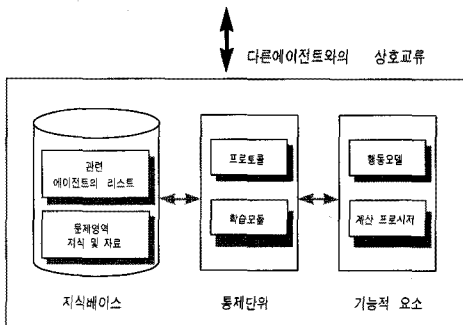 다른에이전트와의 상호교류
관련
에이전트의 리스트
문제영역
지식 및 자료
프로토콜
학습모듈
행동모델
계산 프로시저
지식베이스
통제단위
기능적 요소